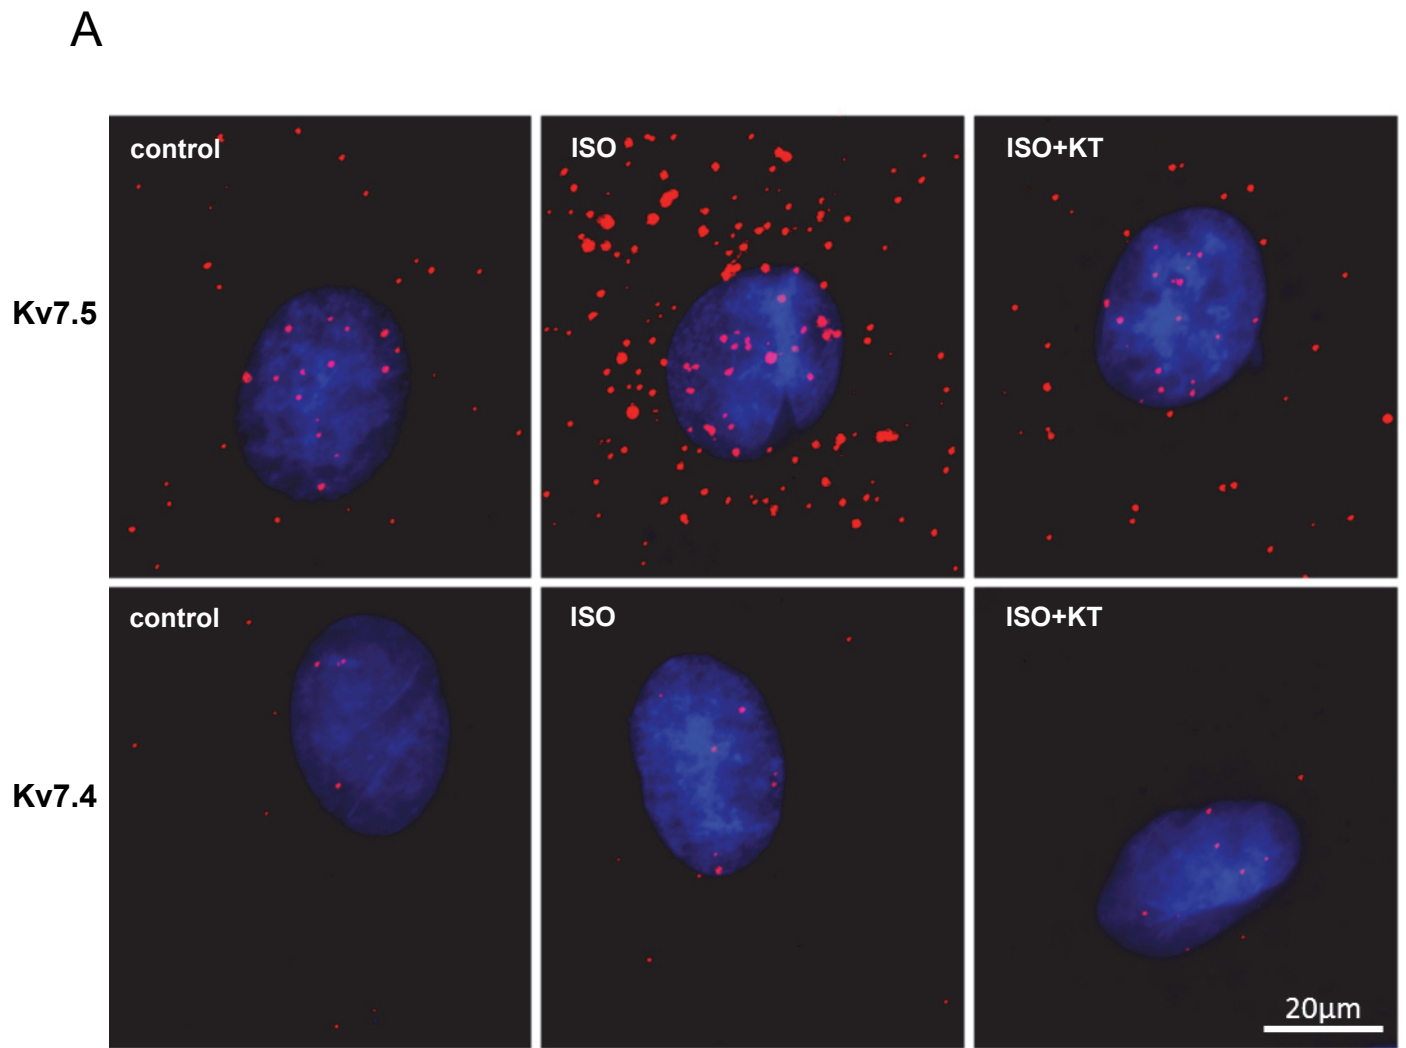 A
control
ISO
ISO+KT
Kv7.5
control
ISO
ISO+KT
Kv7.4
20µm